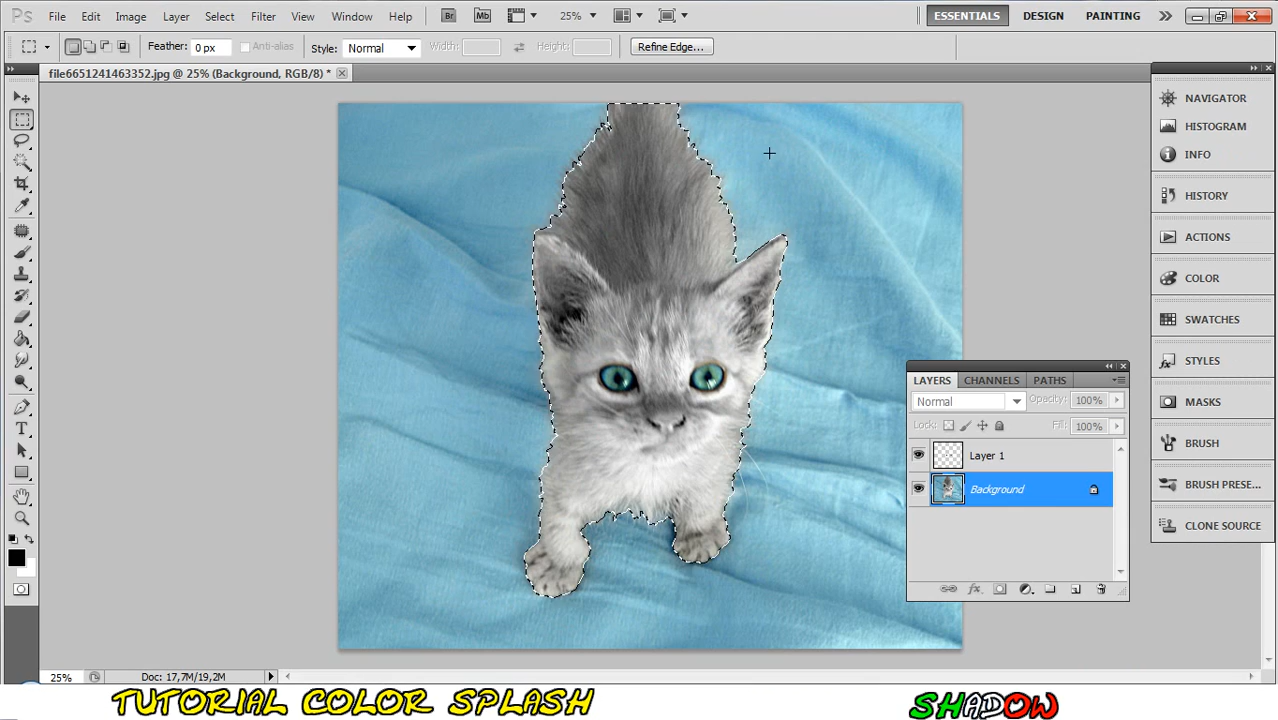 Ps File Edit Image Layer Select Filter View Window Help Br Mb 25% ESSENTIALS DESIGN PAINTING
Feather: 0 px Anti-alias Style: Normal Width: Height: Refine Edge...
file6651241463352.jpg @ 25% (Background, RGB/8) *
NAVIGATOR
HISTOGRAM
INFO
HISTORY
ACTIONS
COLOR
SWATCHES
STYLES
MASKS
BRUSH
BRUSH PRESE...
CLONE SOURCE
LAYERS CHANNELS PATHS
Normal Opacity: 100%
Lock: Fill: 100%
Layer 1
Background
25% Doc: 17,7M/19,2M
TUTORIAL COLOR SPLASH
SHADOW